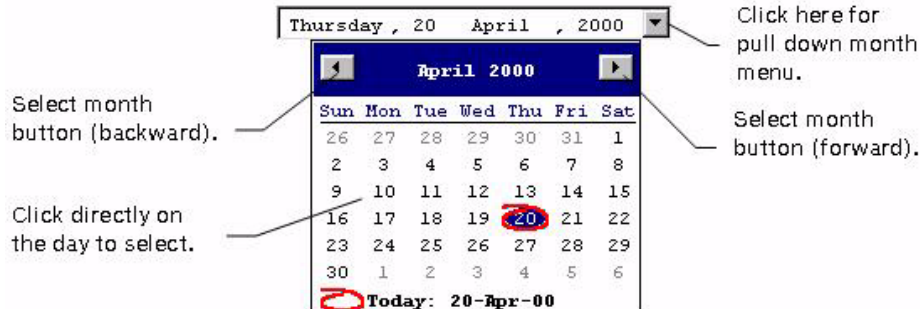 Thursday , 20 April , 2000
Click here for
pull down month
menu.
April 2000
Select month
button (backward).
Select month
button (forward).
Sun Mon Tue Wed Thu Fri Sat
26 27 28 29 30 31 1
2 3 4 5 6 7 8
9 10 11 12 13 14 15
Click directly on
the day to select.
16 17 18 19 20 21 22
23 24 25 26 27 28 29
30 1 2 3 4 5 6
Today: 20-Apr-00